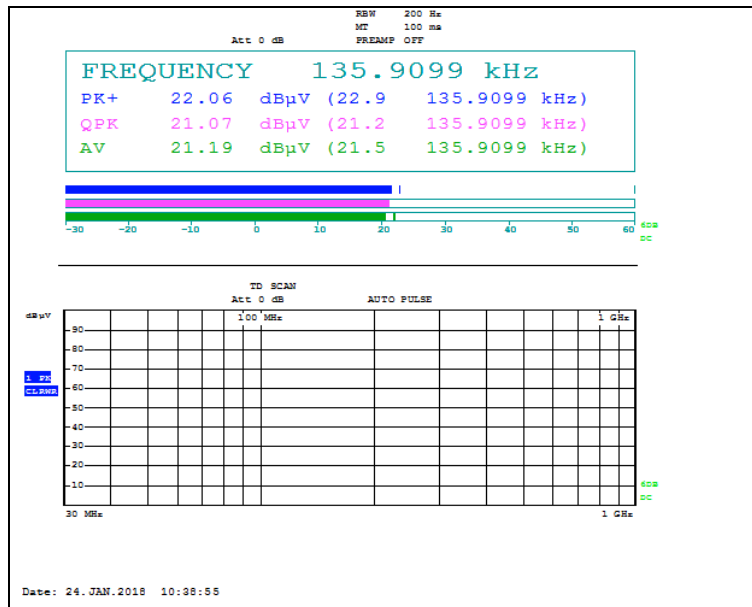 RBW 200 Hz
MT 100 ms
Att 0 dB PREAMP OFF
FREQUENCY 135.9099 kHz
PK+ 22.06 dBµV (22.9 135.9099 kHz)
QPK 21.07 dBµV (21.2 135.9099 kHz)
AV 21.19 dBµV (21.5 135.9099 kHz)
-30 -20 -10 0 10 20 30 40 50 60
6DB
DC
TD SCAN
Att 0 dB AUTO PULSE
dBµV 100 MHz 1 GHz
90
80
70
1 PK
CLRWR 60
50
40
30
20
10 6DB
DC
30 MHz 1 GHz
Date: 24.JAN.2018 10:38:55